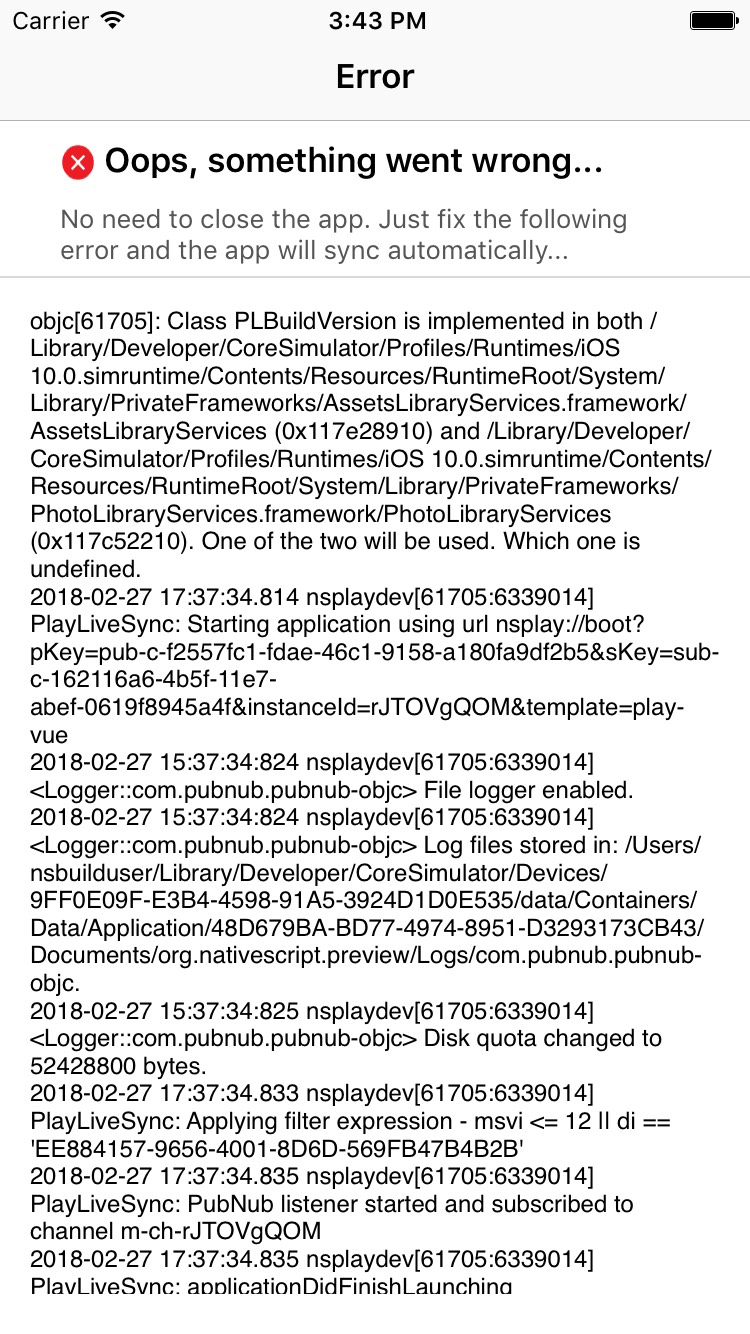 Carrier 3:43 PM
Error
Oops, something went wrong...
No need to close the app. Just fix the following
error and the app will sync automatically...
objc[61705]: Class PLBuildVersion is implemented in both /
Library/Developer/CoreSimulator/Profiles/Runtimes/iOS
10.0.simruntime/Contents/Resources/RuntimeRoot/System/
Library/PrivateFrameworks/AssetsLibraryServices.framework/
AssetsLibraryServices (0x117e28910) and /Library/Developer/
CoreSimulator/Profiles/Runtimes/iOS 10.0.simruntime/Contents/
Resources/RuntimeRoot/System/Library/PrivateFrameworks/
PhotoLibraryServices.framework/PhotoLibraryServices
(0x117c52210). One of the two will be used. Which one is
undefined.
2018-02-27 17:37:34.814 nsplaydev[61705:6339014]
PlayLiveSync: Starting application using url nsplay://boot?
pKey=pub-c-f2557fc1-fdae-46c1-9158-a180fa9df2b5&sKey=sub-
c-162116a6-4b5f-11e7-
abef-0619f8945a4f&instanceId=rJTOVgQOM&template=play-
vue
2018-02-27 15:37:34:824 nsplaydev[61705:6339014]
<Logger::com.pubnub.pubnub-objc> File logger enabled.
2018-02-27 15:37:34:824 nsplaydev[61705:6339014]
<Logger::com.pubnub.pubnub-objc> Log files stored in: /Users/
nsbuilduser/Library/Developer/CoreSimulator/Devices/
9FF0E09F-E3B4-4598-91A5-3924D1D0E535/data/Containers/
Data/Application/48D679BA-BD77-4974-8951-D3293173CB43/
Documents/org.nativescript.preview/Logs/com.pubnub.pubnub-
objc.
2018-02-27 15:37:34:825 nsplaydev[61705:6339014]
<Logger::com.pubnub.pubnub-objc> Disk quota changed to
52428800 bytes.
2018-02-27 17:37:34.833 nsplaydev[61705:6339014]
PlayLiveSync: Applying filter expression - msvi <= 12 || di ==
'EE884157-9656-4001-8D6D-569FB47B4B2B'
2018-02-27 17:37:34.835 nsplaydev[61705:6339014]
PlayLiveSync: PubNub listener started and subscribed to
channel m-ch-rJTOVgQOM
2018-02-27 17:37:34.835 nsplaydev[61705:6339014]
PlayLiveSync: applicationDidFinishLaunching